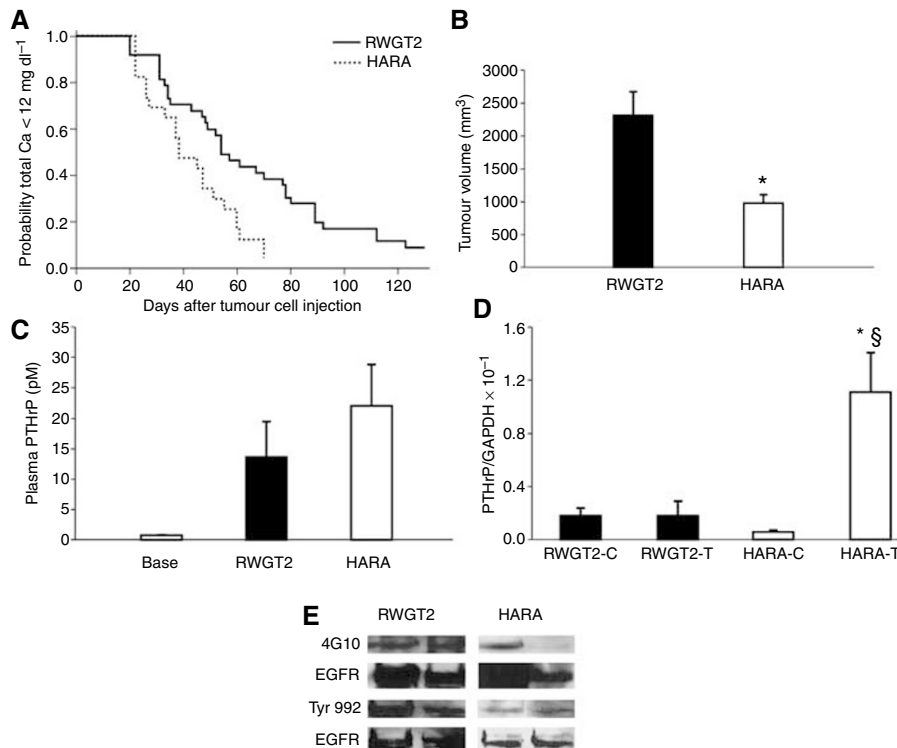 A
Probability total Ca < 12 mg dl⁻¹
1.0
0.8
0.6
0.4
0.2
0.0
0 20 40 60 80 100 120
Days after tumour cell injection
RWGT2
HARA
B
Tumour volume (mm³)
3000
2500
2000
1500
1000
500
0
*
RWGT2 HARA
C
Plasma PTHrP (pM)
35
30
25
20
15
10
5
0
Base RWGT2 HARA
D
PTHrP/GAPDH × 10⁻¹
1.6
1.2
0.8
0.4
0.0
* §
RWGT2-C RWGT2-T HARA-C HARA-T
E
RWGT2 HARA
4G10
EGFR
Tyr 992
EGFR